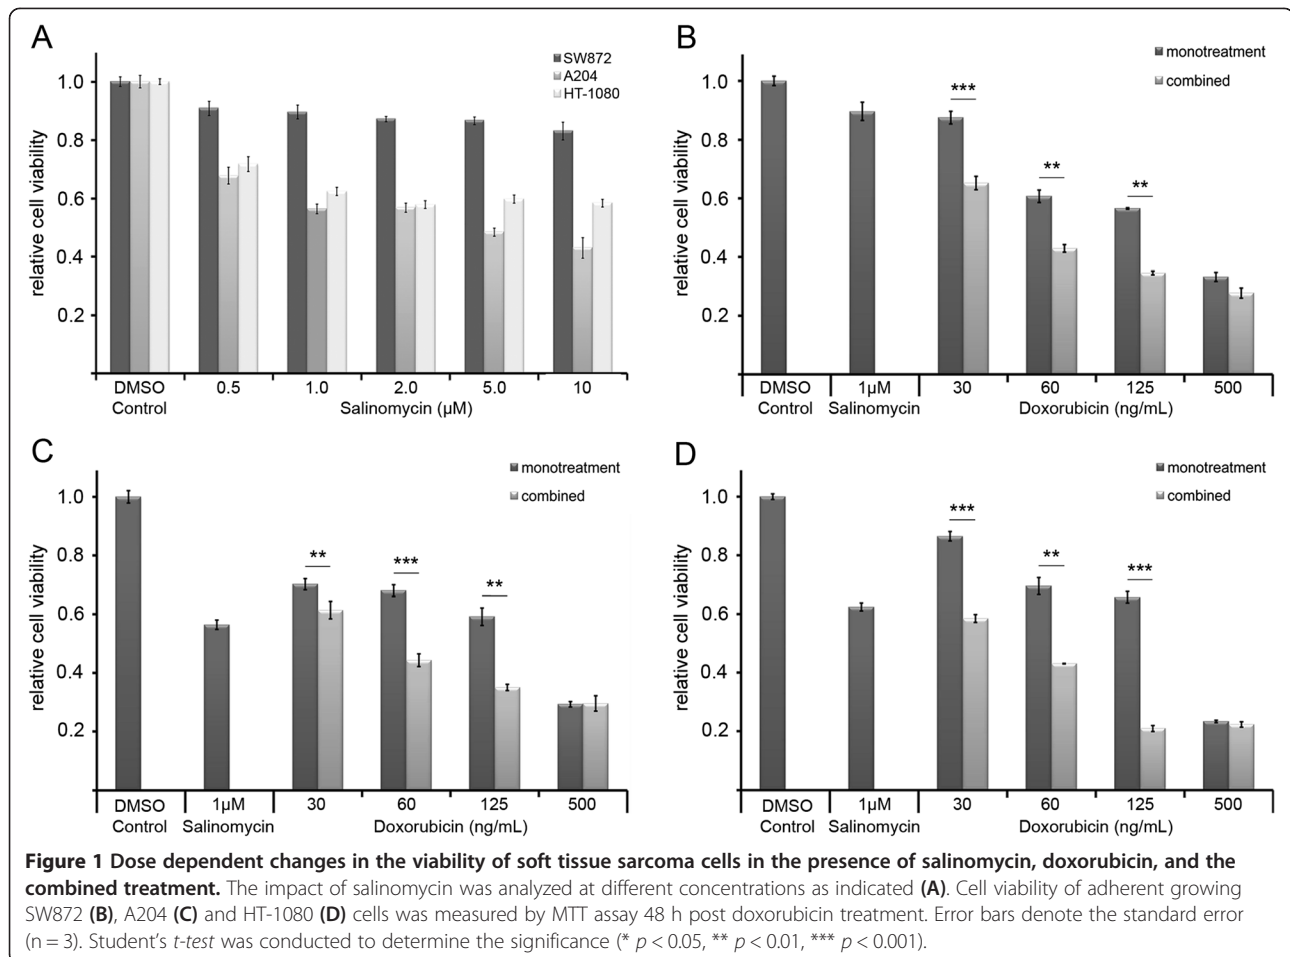 A
SW872
A204
HT-1080
relative cell viability
1.0
0.8
0.6
0.4
0.2
DMSO 0.5 1.0 2.0 5.0 10
Control Salinomycin (µM)
B
monotreatment
combined
relative cell viability
1.0
0.8
0.6
0.4
0.2
*** ** **
DMSO 1µM 30 60 125 500
Control Salinomycin Doxorubicin (ng/mL)
C
monotreatment
combined
relative cell viability
1.0
0.8
0.6
0.4
0.2
** *** **
DMSO 1µM 30 60 125 500
Control Salinomycin Doxorubicin (ng/mL)
D
monotreatment
combined
relative cell viability
1.0
0.8
0.6
0.4
0.2
*** ** ***
DMSO 1µM 30 60 125 500
Control Salinomycin Doxorubicin (ng/mL)
Figure 1 Dose dependent changes in the viability of soft tissue sarcoma cells in the presence of salinomycin, doxorubicin, and the
combined treatment. The impact of salinomycin was analyzed at different concentrations as indicated (A). Cell viability of adherent growing
SW872 (B), A204 (C) and HT-1080 (D) cells was measured by MTT assay 48 h post doxorubicin treatment. Error bars denote the standard error
(n = 3). Student's t-test was conducted to determine the significance (* p < 0.05, ** p < 0.01, *** p < 0.001).